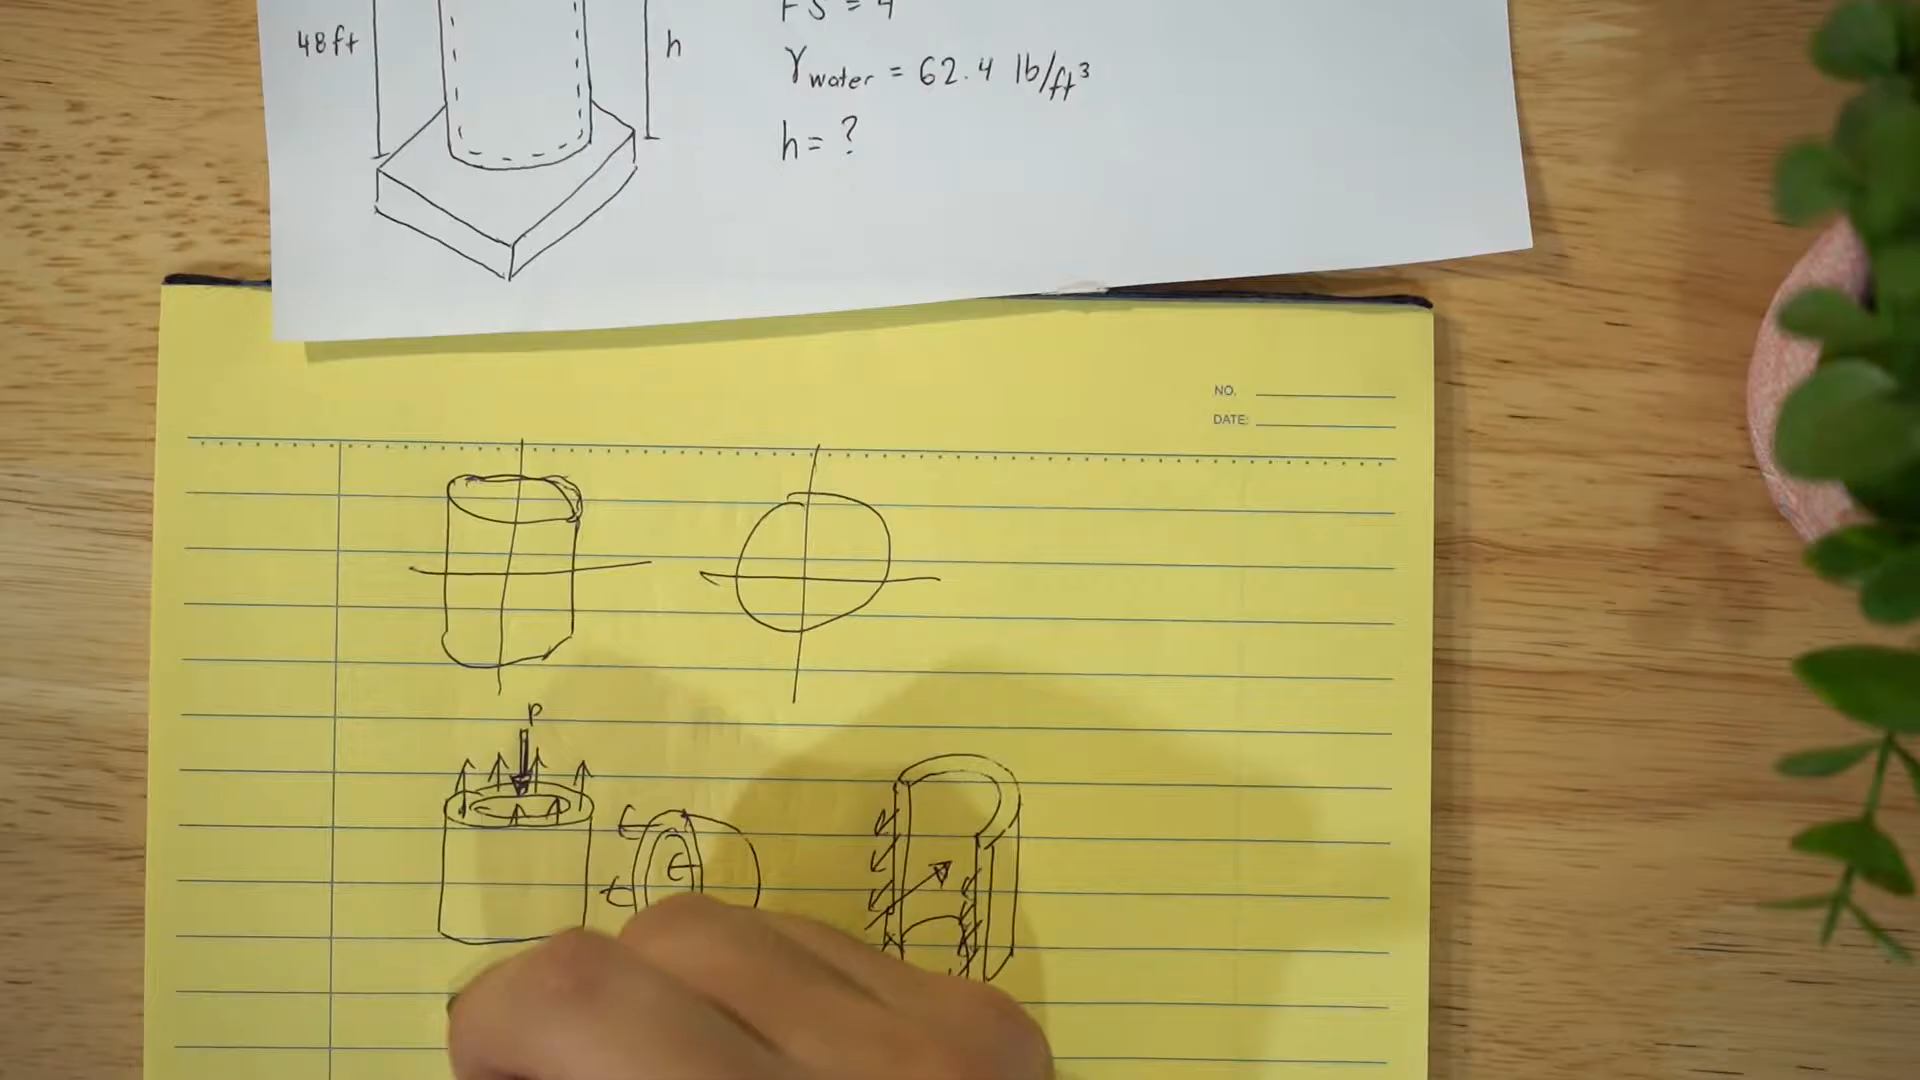 FS = 4
48ft
h
γwater = 62.4 lb/ft³
h = ?
NO.
DATE:
P